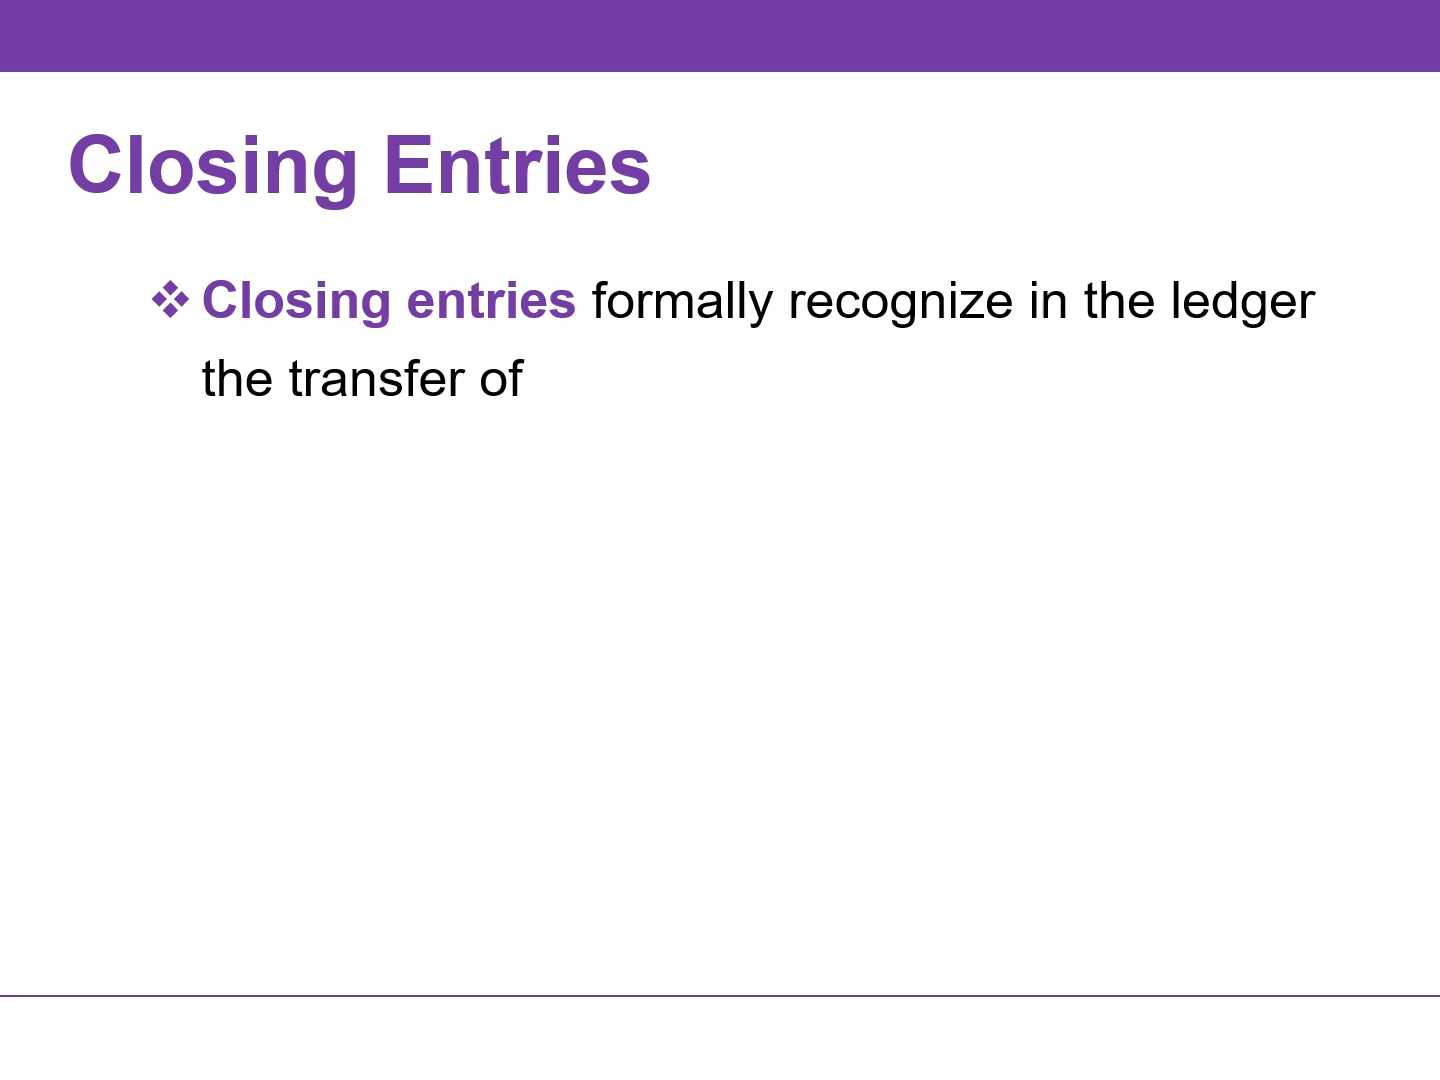 Closing Entries
❖ Closing entries formally recognize in the ledger
the transfer of